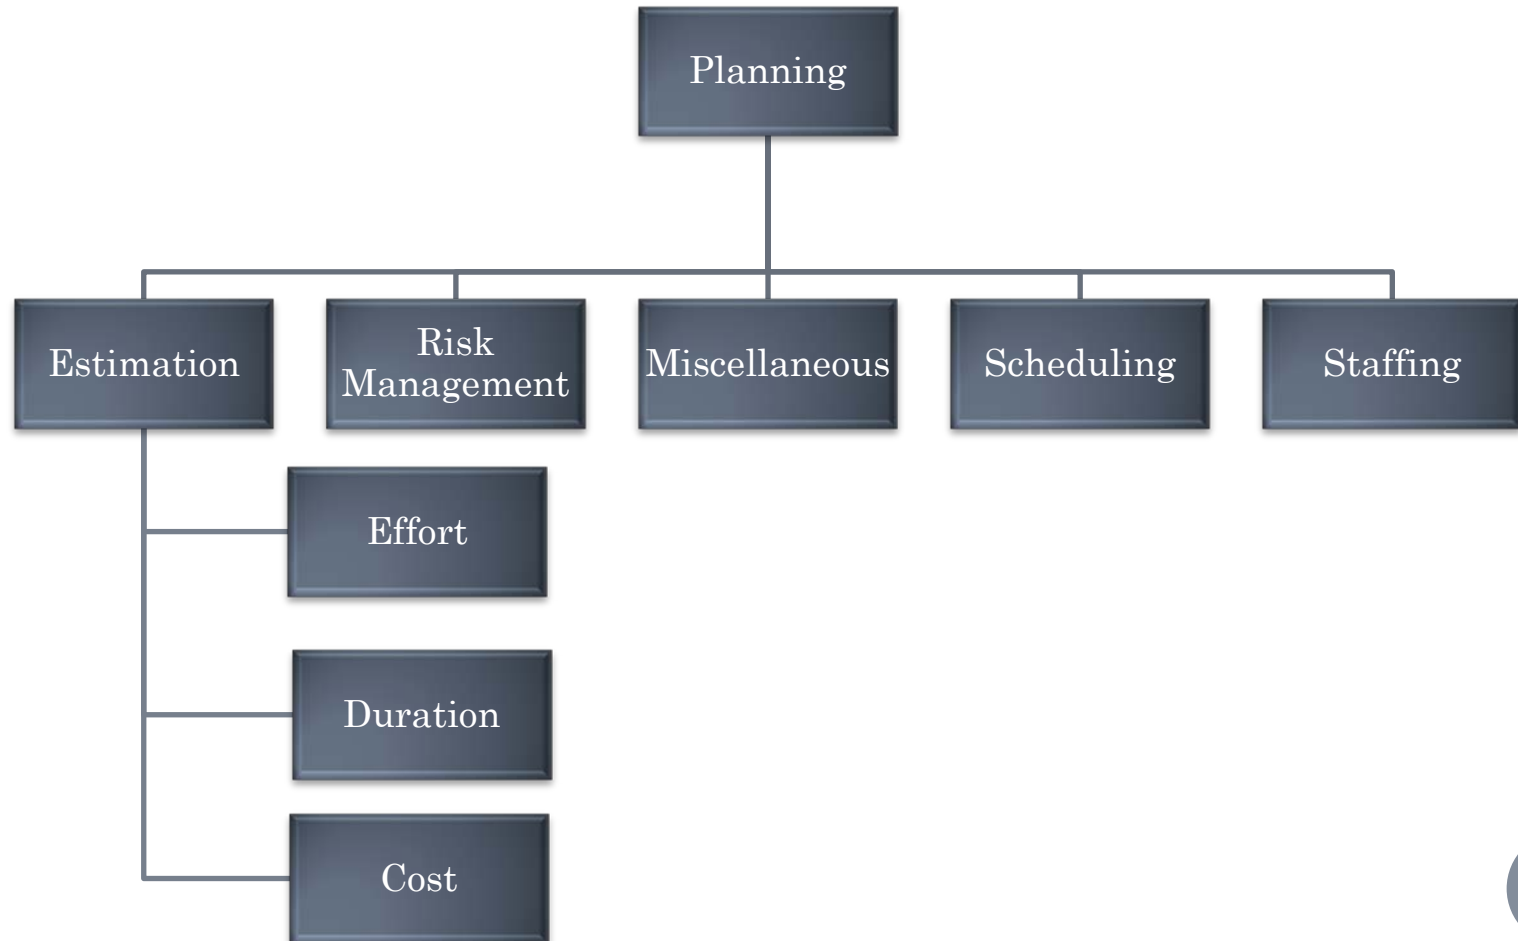 Planning
Estimation
Risk
Management
Miscellaneous
Scheduling
Staffing
Effort
Duration
Cost